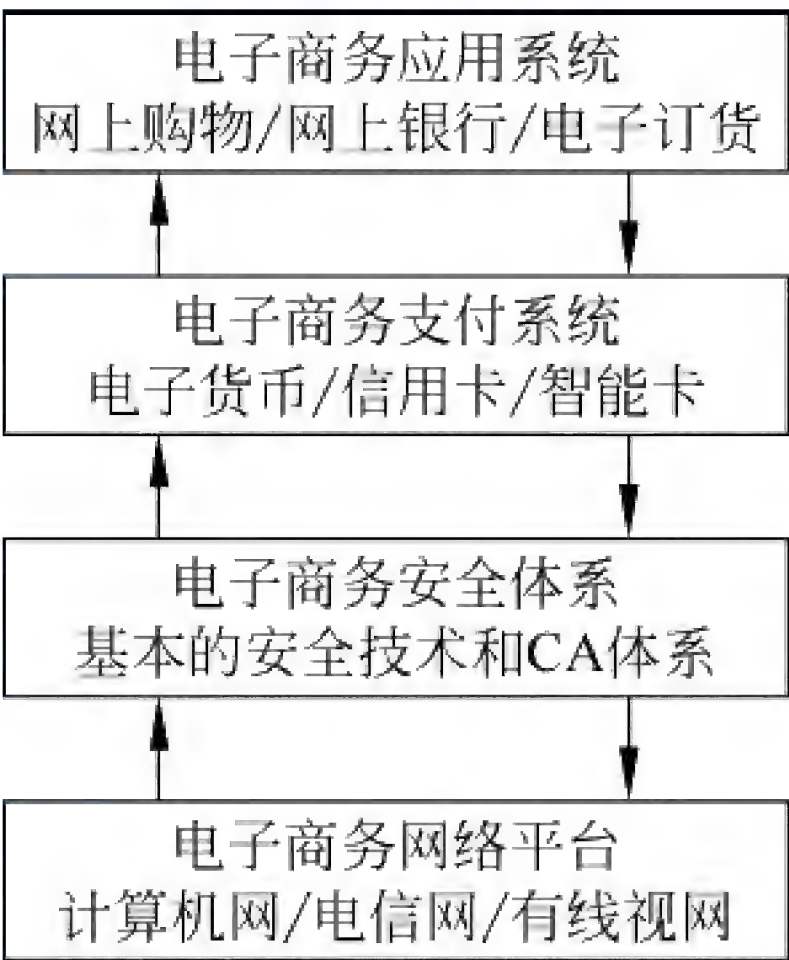 电子商务应用系统
网上购物/网上银行/电子订货
电子商务支付系统
电子货币/信用卡/智能卡
电子商务安全体系
基本的安全技术和CA体系
电子商务网络平台
计算机网/电信网/有线视网